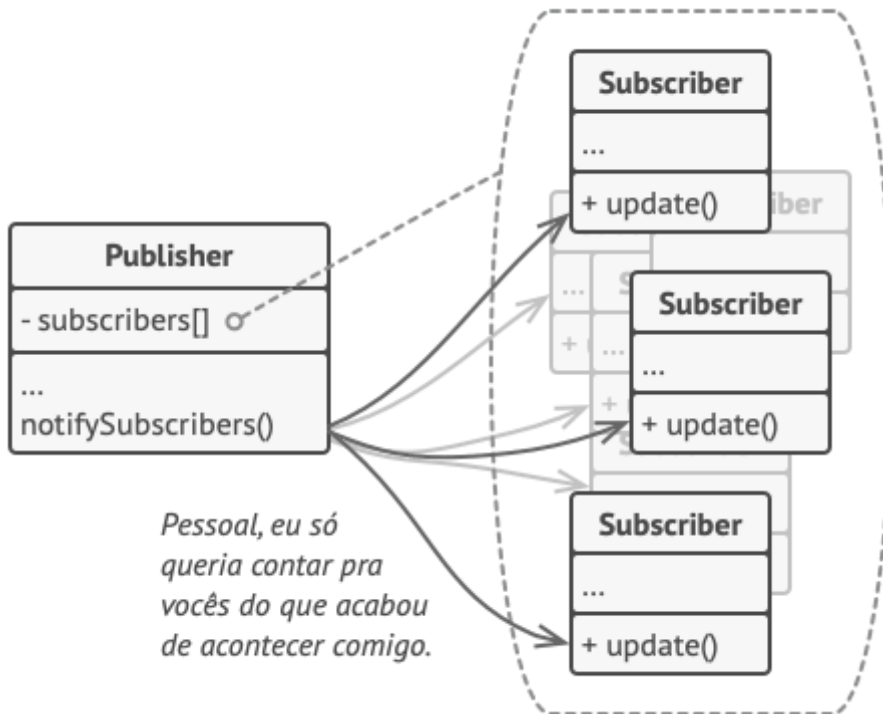 Publisher
- subscribers[]
...
notifySubscribers()
Pessoal, eu só
queria contar pra
vocês do que acabou
de acontecer comigo.
Subscriber
...
+ update()
Subscriber
...
+ update()
Subscriber
...
+ update()